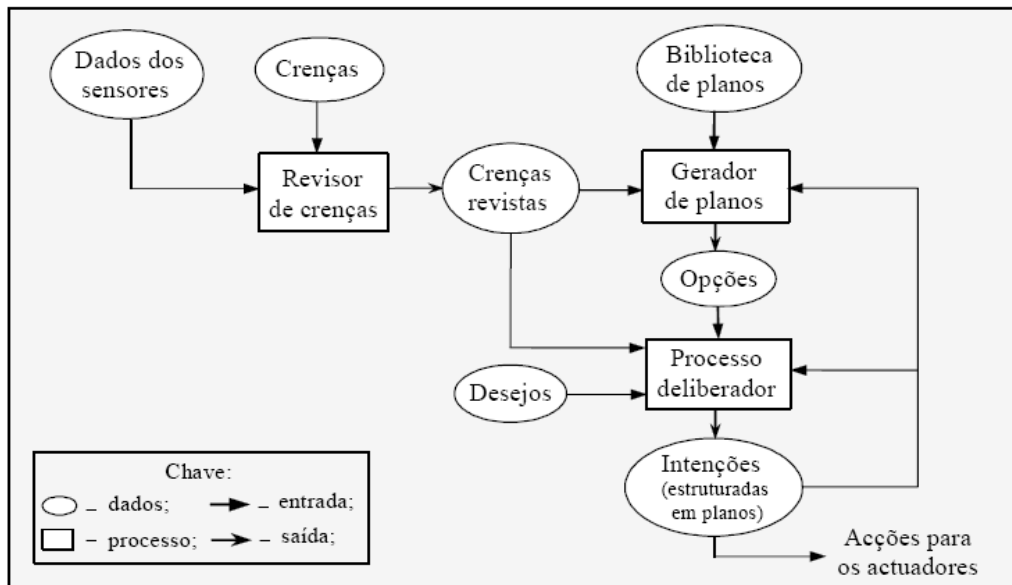 Dados dos
sensores
Crenças
Biblioteca
de planos
Revisor
de crenças
Crenças
revistas
Gerador
de planos
Opções
Processo
deliberador
Desejos
Intenções
(estruturadas
em planos)
Acções para
os actuadores
Chave:
– dados;
– entrada;
– processo;
– saída;